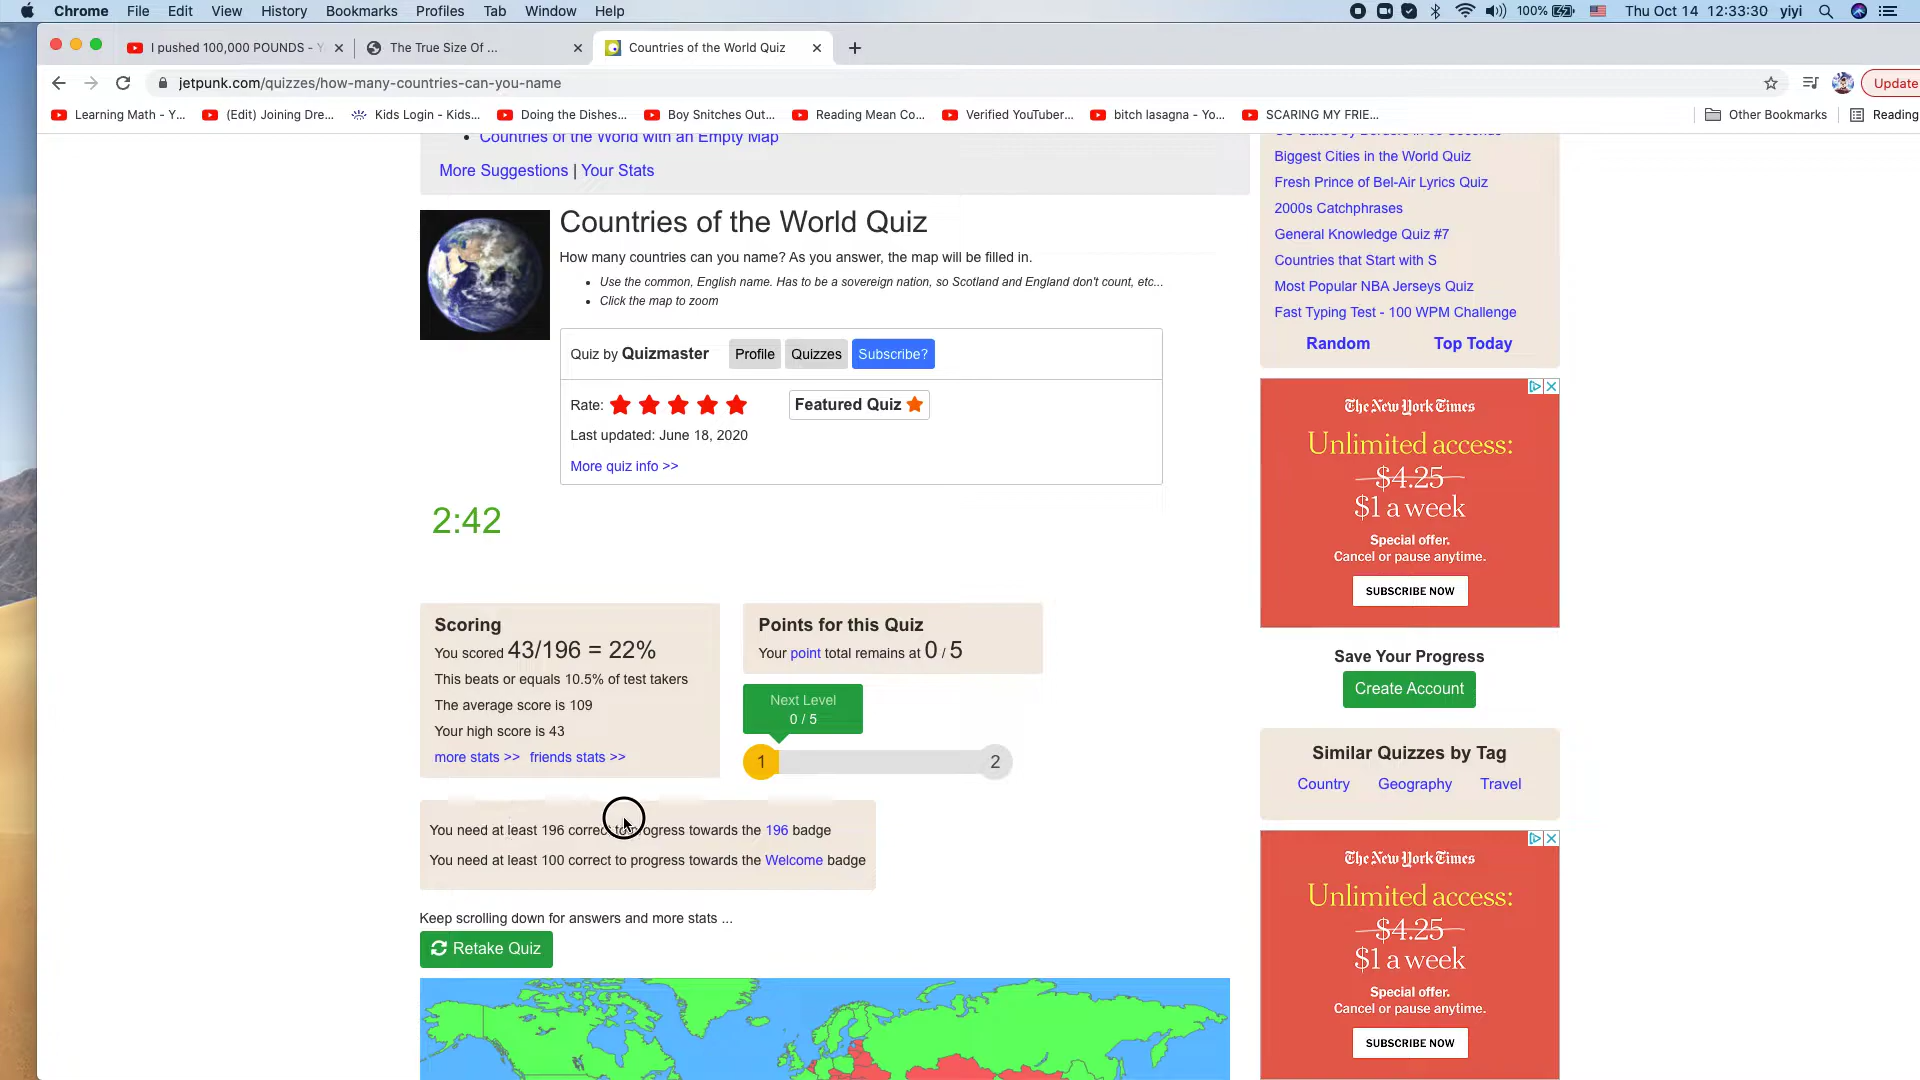 Chrome File Edit View History Bookmarks Profiles Tab Window Help 100% Thu Oct 14 12:33:30 yiyi
I pushed 100,000 POUNDS - Y
The True Size Of ...
Countries of the World Quiz
jetpunk.com/quizzes/how-many-countries-can-you-name
Update
Learning Math - Y... (Edit) Joining Dre... Kids Login - Kids... Doing the Dishes... Boy Snitches Out... Reading Mean Co... Verified YouTuber... bitch lasagna - Yo... SCARING MY FRIE... Other Bookmarks Reading
Countries of the World with an Empty Map
More Suggestions | Your Stats
Countries of the World Quiz
How many countries can you name? As you answer, the map will be filled in.
Use the common, English name. Has to be a sovereign nation, so Scotland and England don't count, etc...
Click the map to zoom
Quiz by Quizmaster Profile Quizzes Subscribe?
Rate: Featured Quiz
Last updated: June 18, 2020
More quiz info >>
2:42
Scoring
You scored 43/196 = 22%
This beats or equals 10.5% of test takers
The average score is 109
Your high score is 43
more stats >> friends stats >>
Points for this Quiz
Your point total remains at 0 / 5
Next Level
0 / 5
1 2
You need at least 196 correct to progress towards the 196 badge
You need at least 100 correct to progress towards the Welcome badge
Keep scrolling down for answers and more stats ...
Retake Quiz
US States by Borders in 60 Seconds
Biggest Cities in the World Quiz
Fresh Prince of Bel-Air Lyrics Quiz
2000s Catchphrases
General Knowledge Quiz #7
Countries that Start with S
Most Popular NBA Jerseys Quiz
Fast Typing Test - 100 WPM Challenge
Random Top Today
The New York Times
Unlimited access:
$4.25
$1 a week
Special offer.
Cancel or pause anytime.
SUBSCRIBE NOW
Save Your Progress
Create Account
Similar Quizzes by Tag
Country Geography Travel
The New York Times
Unlimited access:
$4.25
$1 a week
Special offer.
Cancel or pause anytime.
SUBSCRIBE NOW